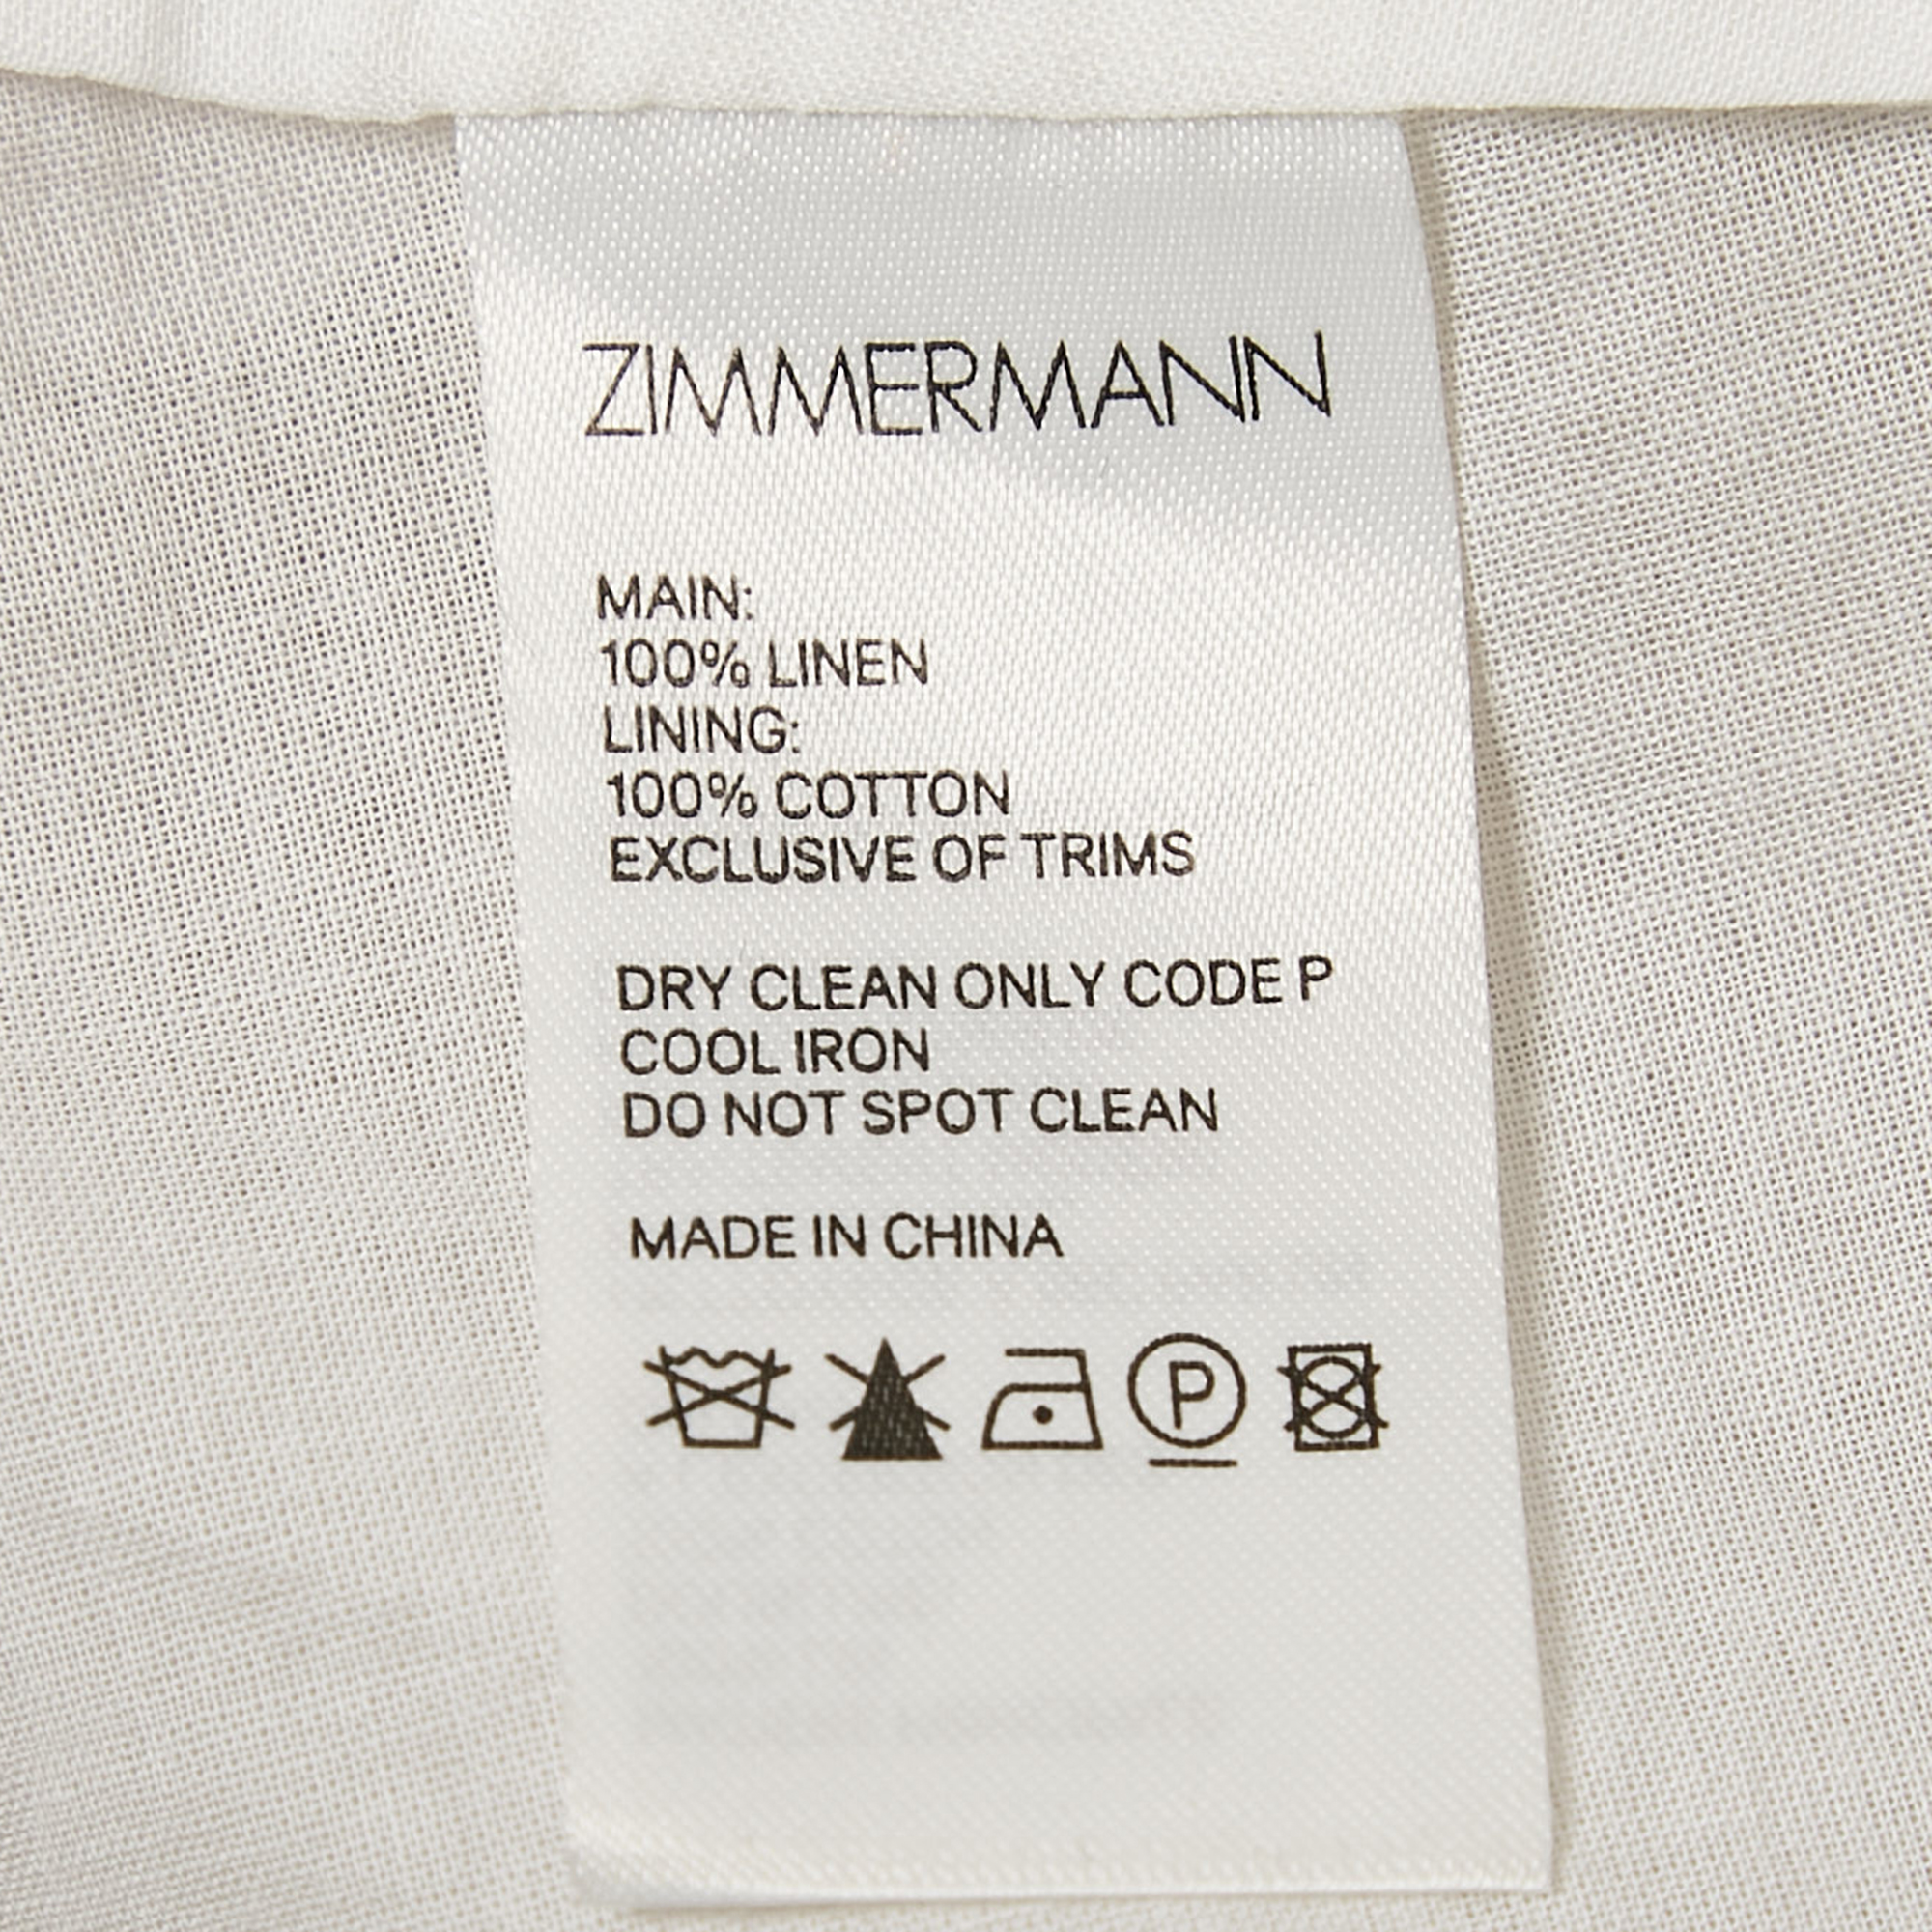 ZIMMERMANN
MAIN:
100% LINEN
LINING:
100% COTTON
EXCLUSIVE OF TRIMS
DRY CLEAN ONLY CODE P
COOL IRON
DO NOT SPOT CLEAN
MADE IN CHINA
P